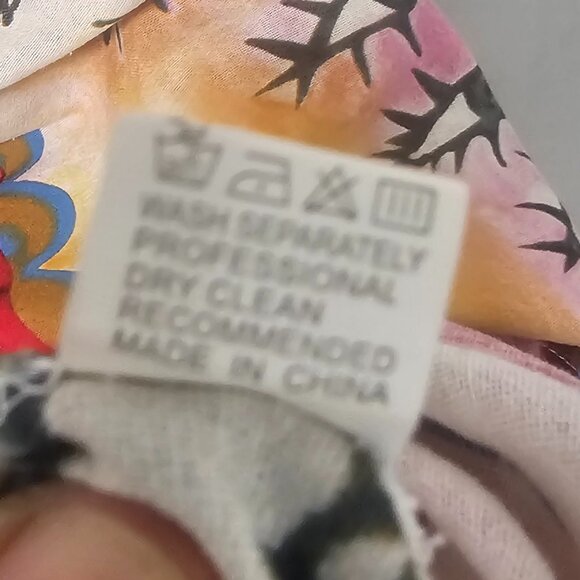 WASH SEPARATELY
PROFESSIONAL
DRY CLEAN
RECOMMENDED
MADE IN CHINA